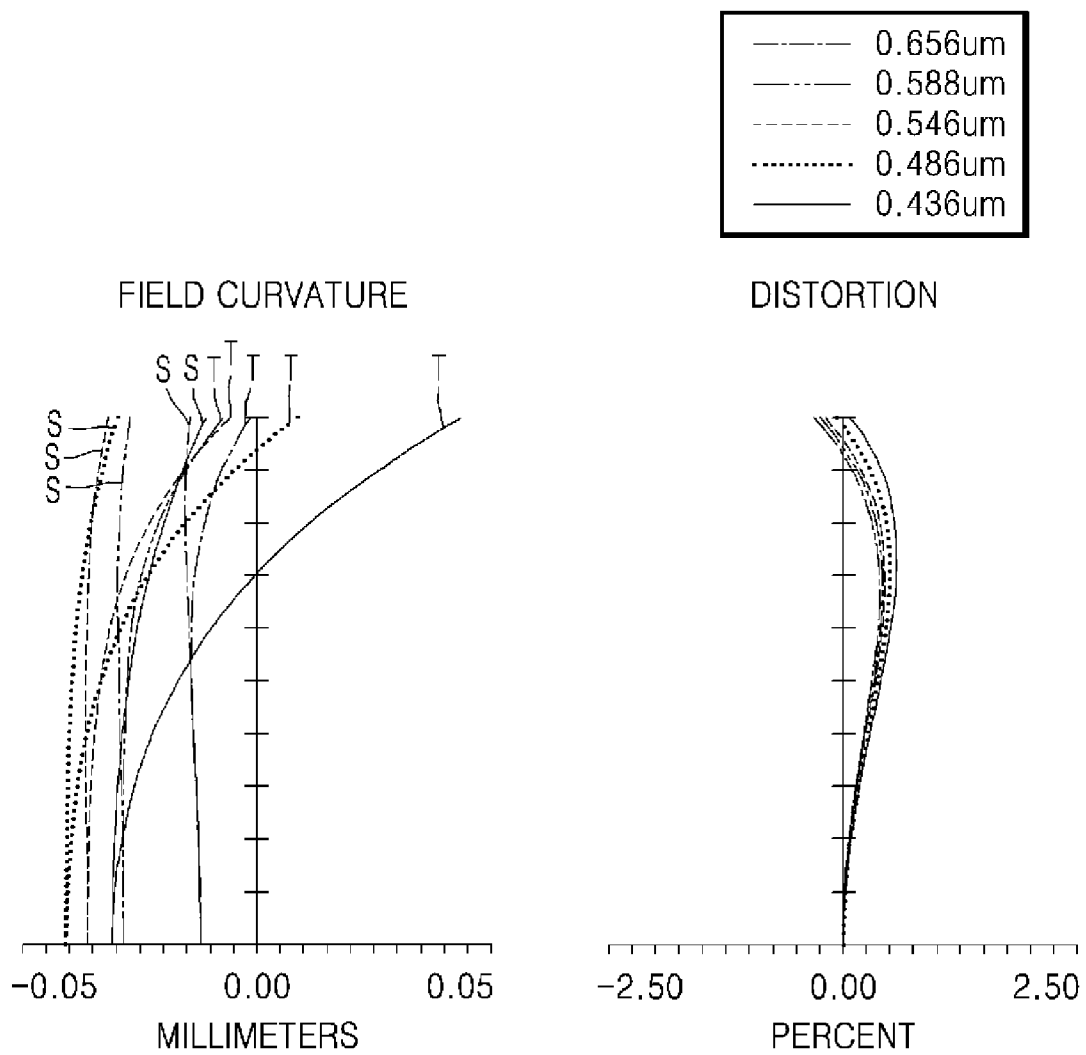 0.656um
0.588um
0.546um
0.486um
0.436um
FIELD CURVATURE
DISTORTION
S S T T T T T
S
S
S
-0.05 0.00 0.05
-2.50 0.00 2.50
MILLIMETERS
PERCENT